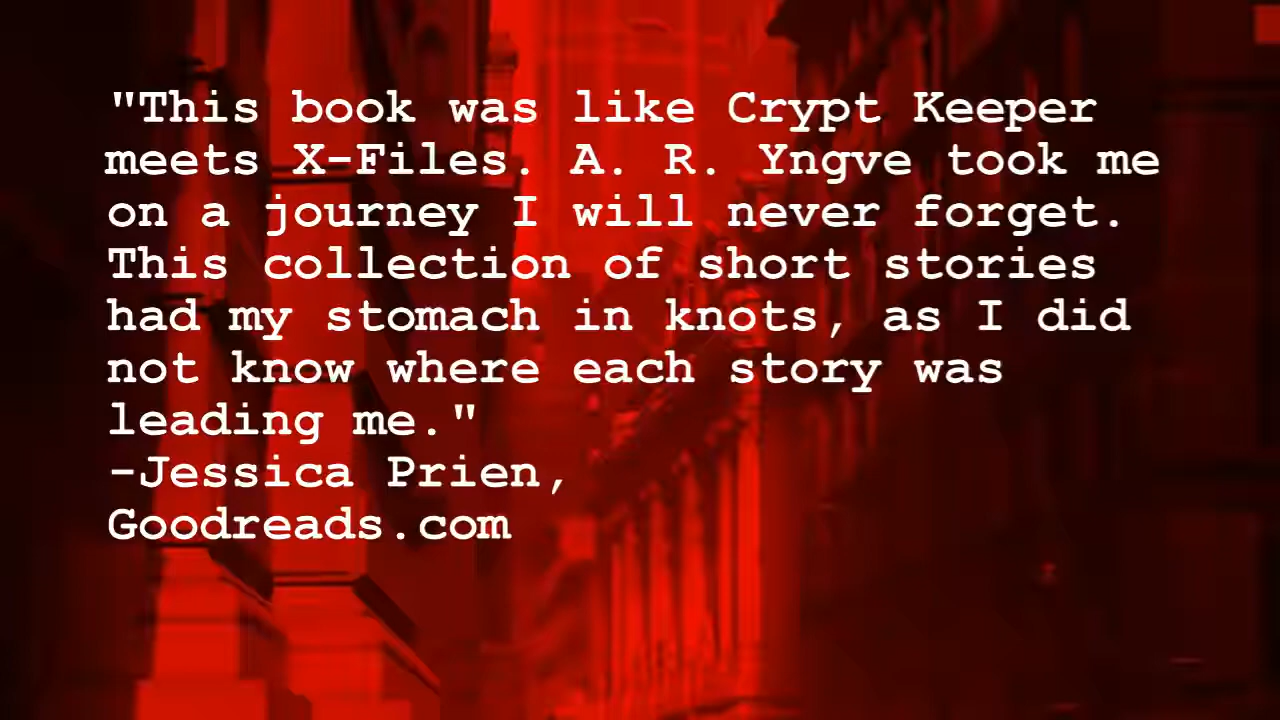 "This book was like Crypt Keeper
meets X-Files. A. R. Yngve took me
on a journey I will never forget.
This collection of short stories
had my stomach in knots, as I did
not know where each story was
leading me."
-Jessica Prien,
Goodreads.com